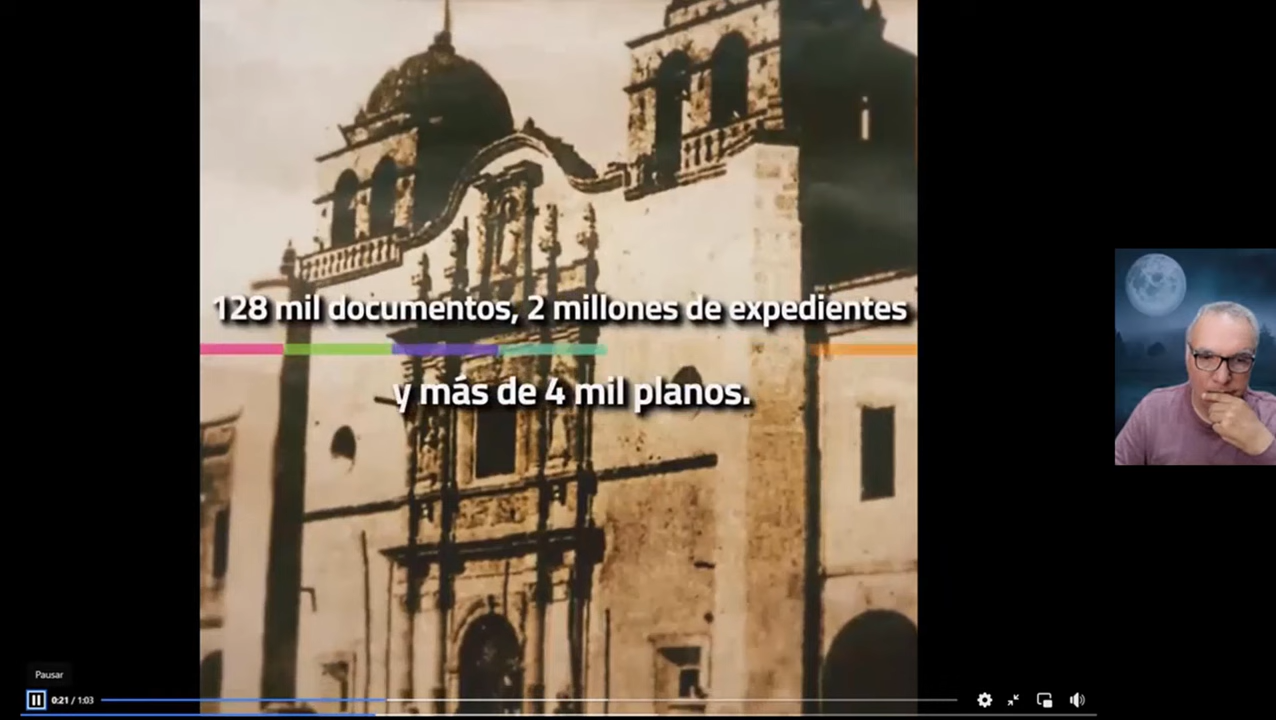 128 mil documentos, 2 millones de expedientes
y más de 4 mil planos.
Pausar
0:21 / 1:03